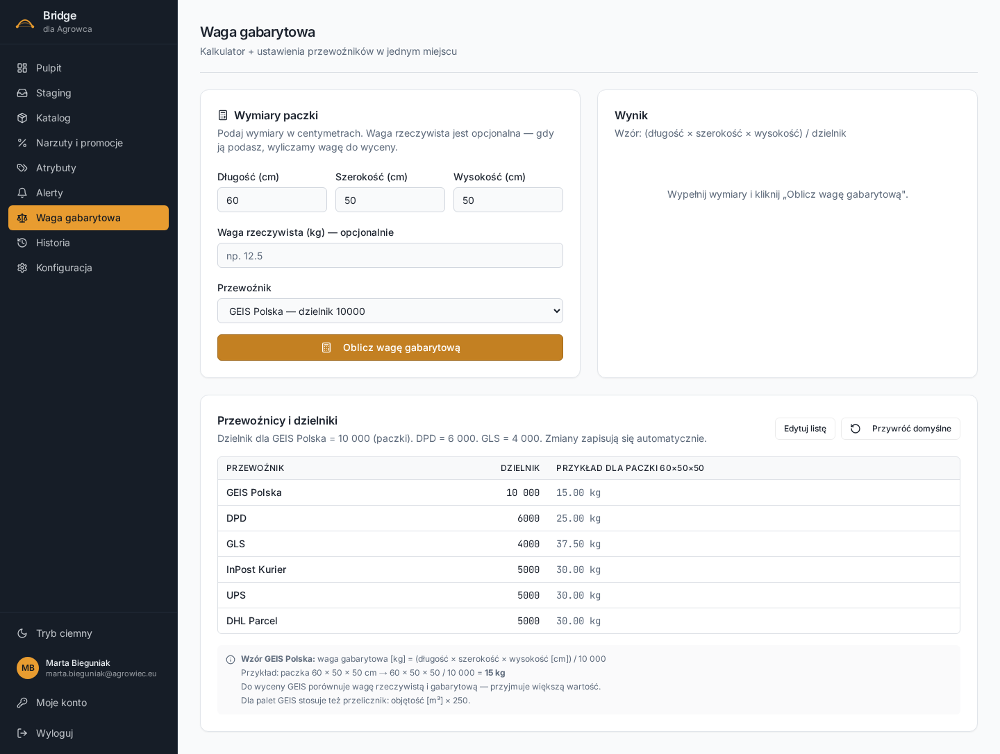 Bridge
dla Agrowca
Pulpit
Staging
Katalog
Narzuty i promocje
Atrybuty
Alerty
Waga gabarytowa
Historia
Konfiguracja
Tryb ciemny
MB
Marta Bieguniak
marta.bieguniak@agrowiec.eu
Moje konto
Wyloguj
Waga gabarytowa
Kalkulator + ustawienia przewoźników w jednym miejscu
Wymiary paczki
Podaj wymiary w centymetrach. Waga rzeczywista jest opcjonalna — gdy
ją podasz, wyliczamy wagę do wyceny.
Długość (cm) Szerokość (cm) Wysokość (cm)
60 50 50
Waga rzeczywista (kg) — opcjonalnie
np. 12.5
Przewoźnik
GEIS Polska — dzielnik 10000
Oblicz wagę gabarytową
Wynik
Wzór: (długość × szerokość × wysokość) / dzielnik
Wypełnij wymiary i kliknij „Oblicz wagę gabarytową".
Przewoźnicy i dzielniki
Dzielnik dla GEIS Polska = 10 000 (paczki). DPD = 6 000. GLS = 4 000. Zmiany zapisują się automatycznie.
Edytuj listę Przywróć domyślne
PRZEWOŹNIK DZIELNIK PRZYKŁAD DLA PACZKI 60×50×50
GEIS Polska 10 000 15.00 kg
DPD 6000 25.00 kg
GLS 4000 37.50 kg
InPost Kurier 5000 30.00 kg
UPS 5000 30.00 kg
DHL Parcel 5000 30.00 kg
Wzór GEIS Polska: waga gabarytowa [kg] = (długość × szerokość × wysokość [cm]) / 10 000
Przykład: paczka 60 × 50 × 50 cm → 60 × 50 × 50 / 10 000 = 15 kg
Do wyceny GEIS porównuje wagę rzeczywistą i gabarytową — przyjmuje większą wartość.
Dla palet GEIS stosuje też przelicznik: objętość [m³] × 250.